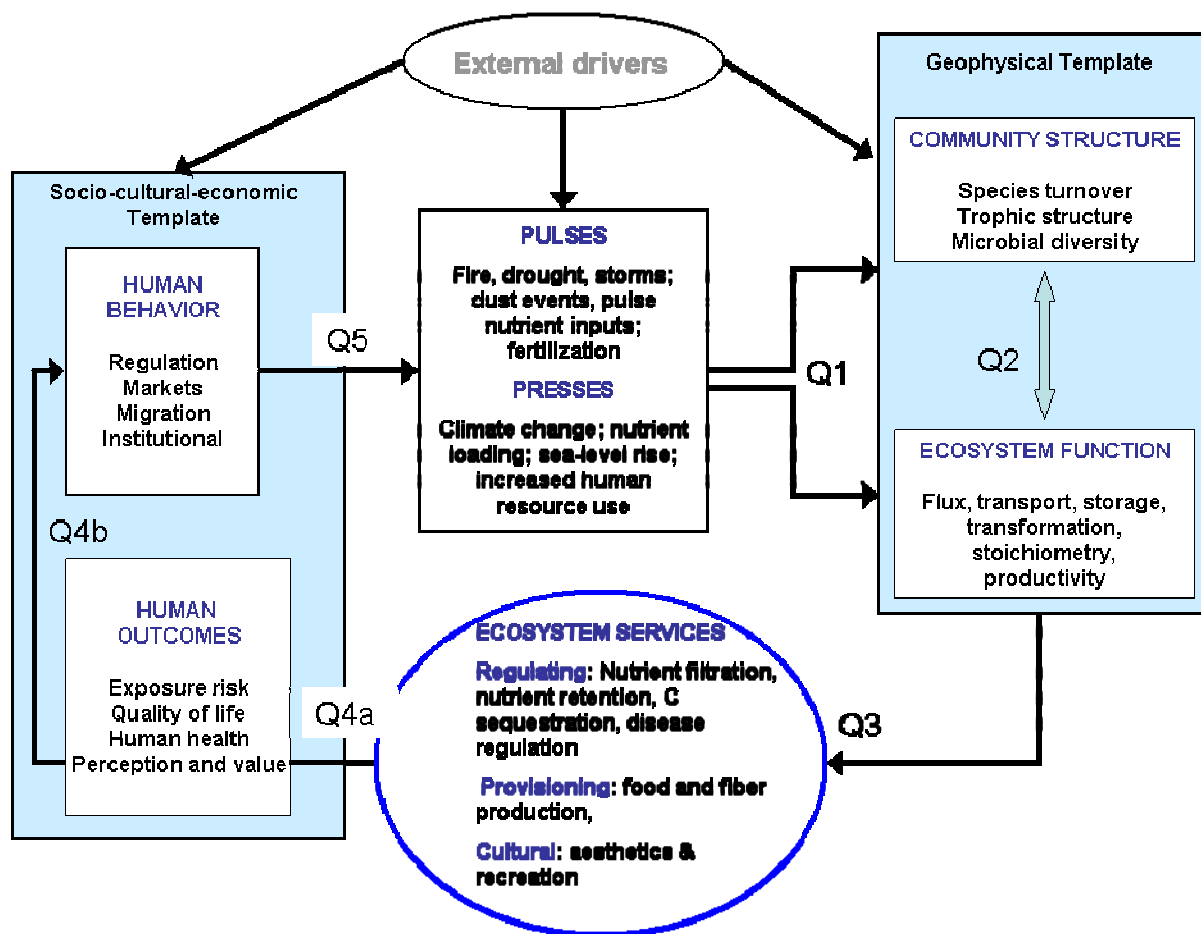 External drivers
Geophysical Template
COMMUNITY STRUCTURE
Species turnover
Trophic structure
Microbial diversity
Q2
ECOSYSTEM FUNCTION
Flux, transport, storage,
transformation,
stoichiometry,
productivity
Socio-cultural-economic
Template
HUMAN
BEHAVIOR
Regulation
Markets
Migration
Institutional
Q5
PULSES
Fire, drought, storms;
dust events, pulse
nutrient inputs;
fertilization
PRESSES
Climate change; nutrient
loading; sea-level rise;
increased human
resource use
Q1
Q4b
HUMAN
OUTCOMES
Exposure risk
Quality of life
Human health
Perception and value
Q4a
ECOSYSTEM SERVICES
Regulating: Nutrient filtration,
nutrient retention, C
sequestration, disease
regulation
Provisioning: food and fiber
production,
Cultural: aesthetics &
recreation
Q3